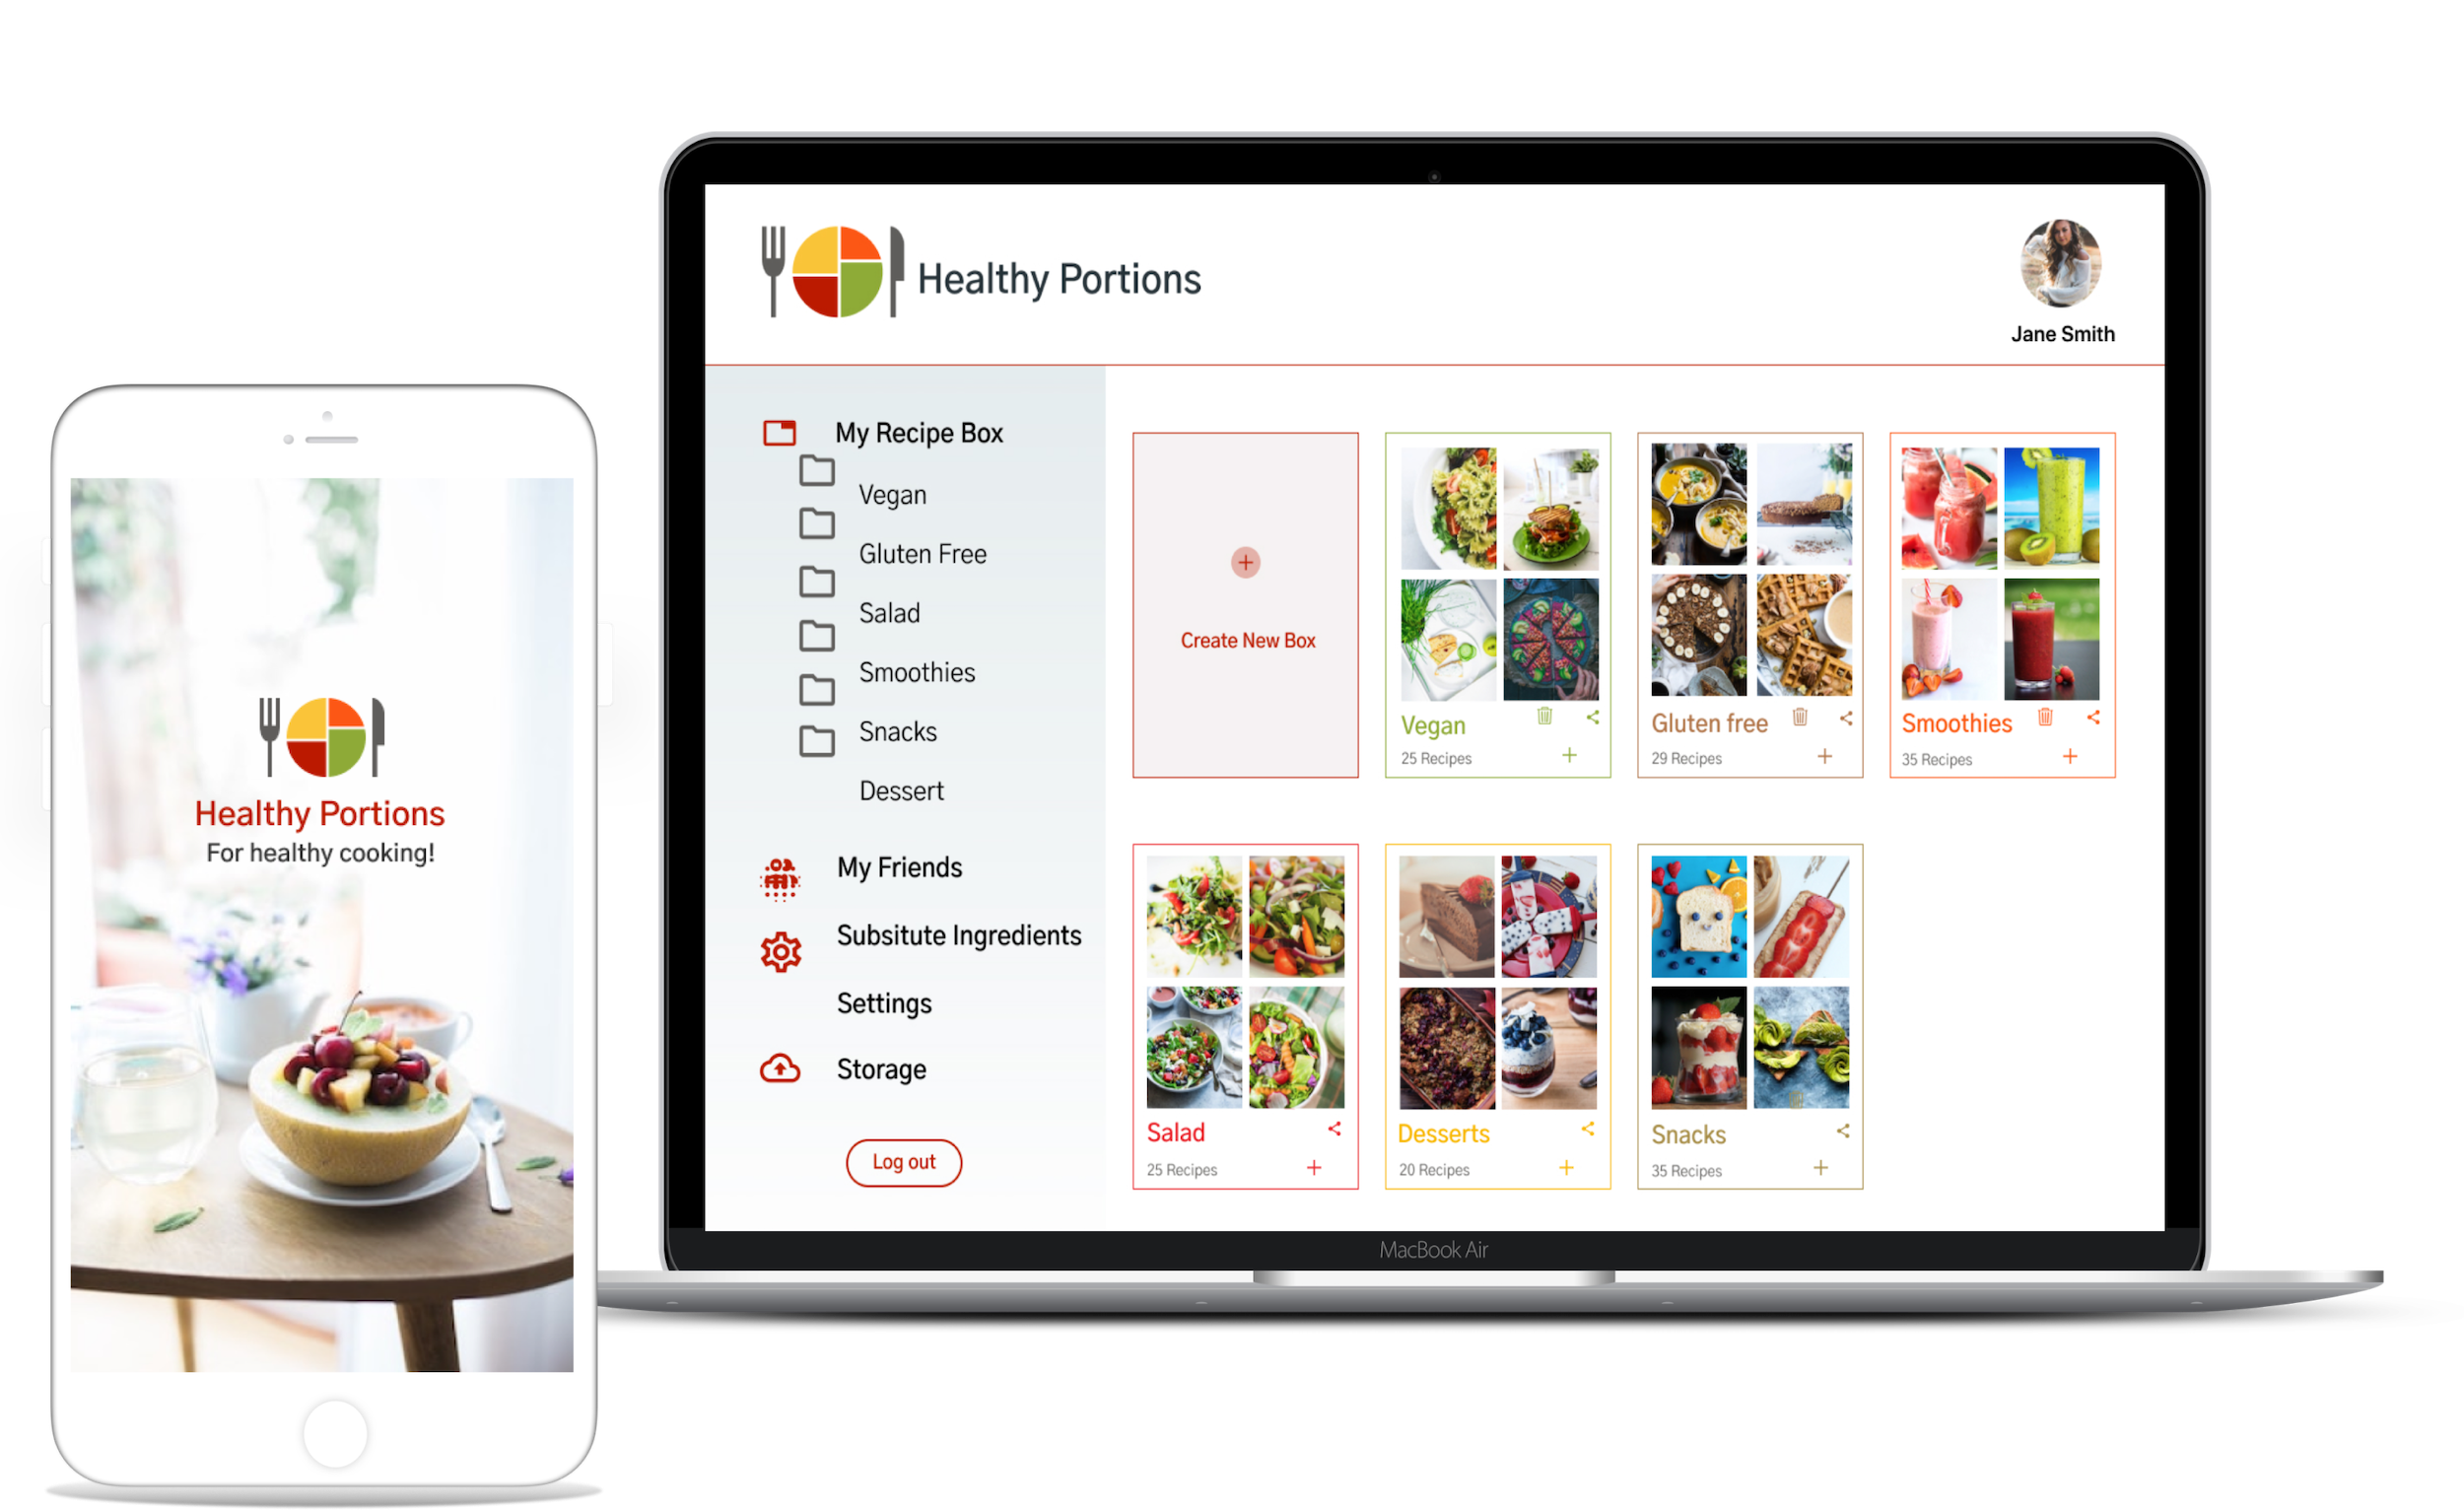 Healthy Portions
For healthy cooking!
Healthy Portions
Jane Smith
My Recipe Box
Vegan
Gluten Free
Salad
Smoothies
Snacks
Dessert
My Friends
Subsitute Ingredients
Settings
Storage
Log out
Create New Box
Vegan
25 Recipes
Gluten free
29 Recipes
Smoothies
35 Recipes
Salad
25 Recipes
Desserts
20 Recipes
Snacks
35 Recipes
MacBook Air